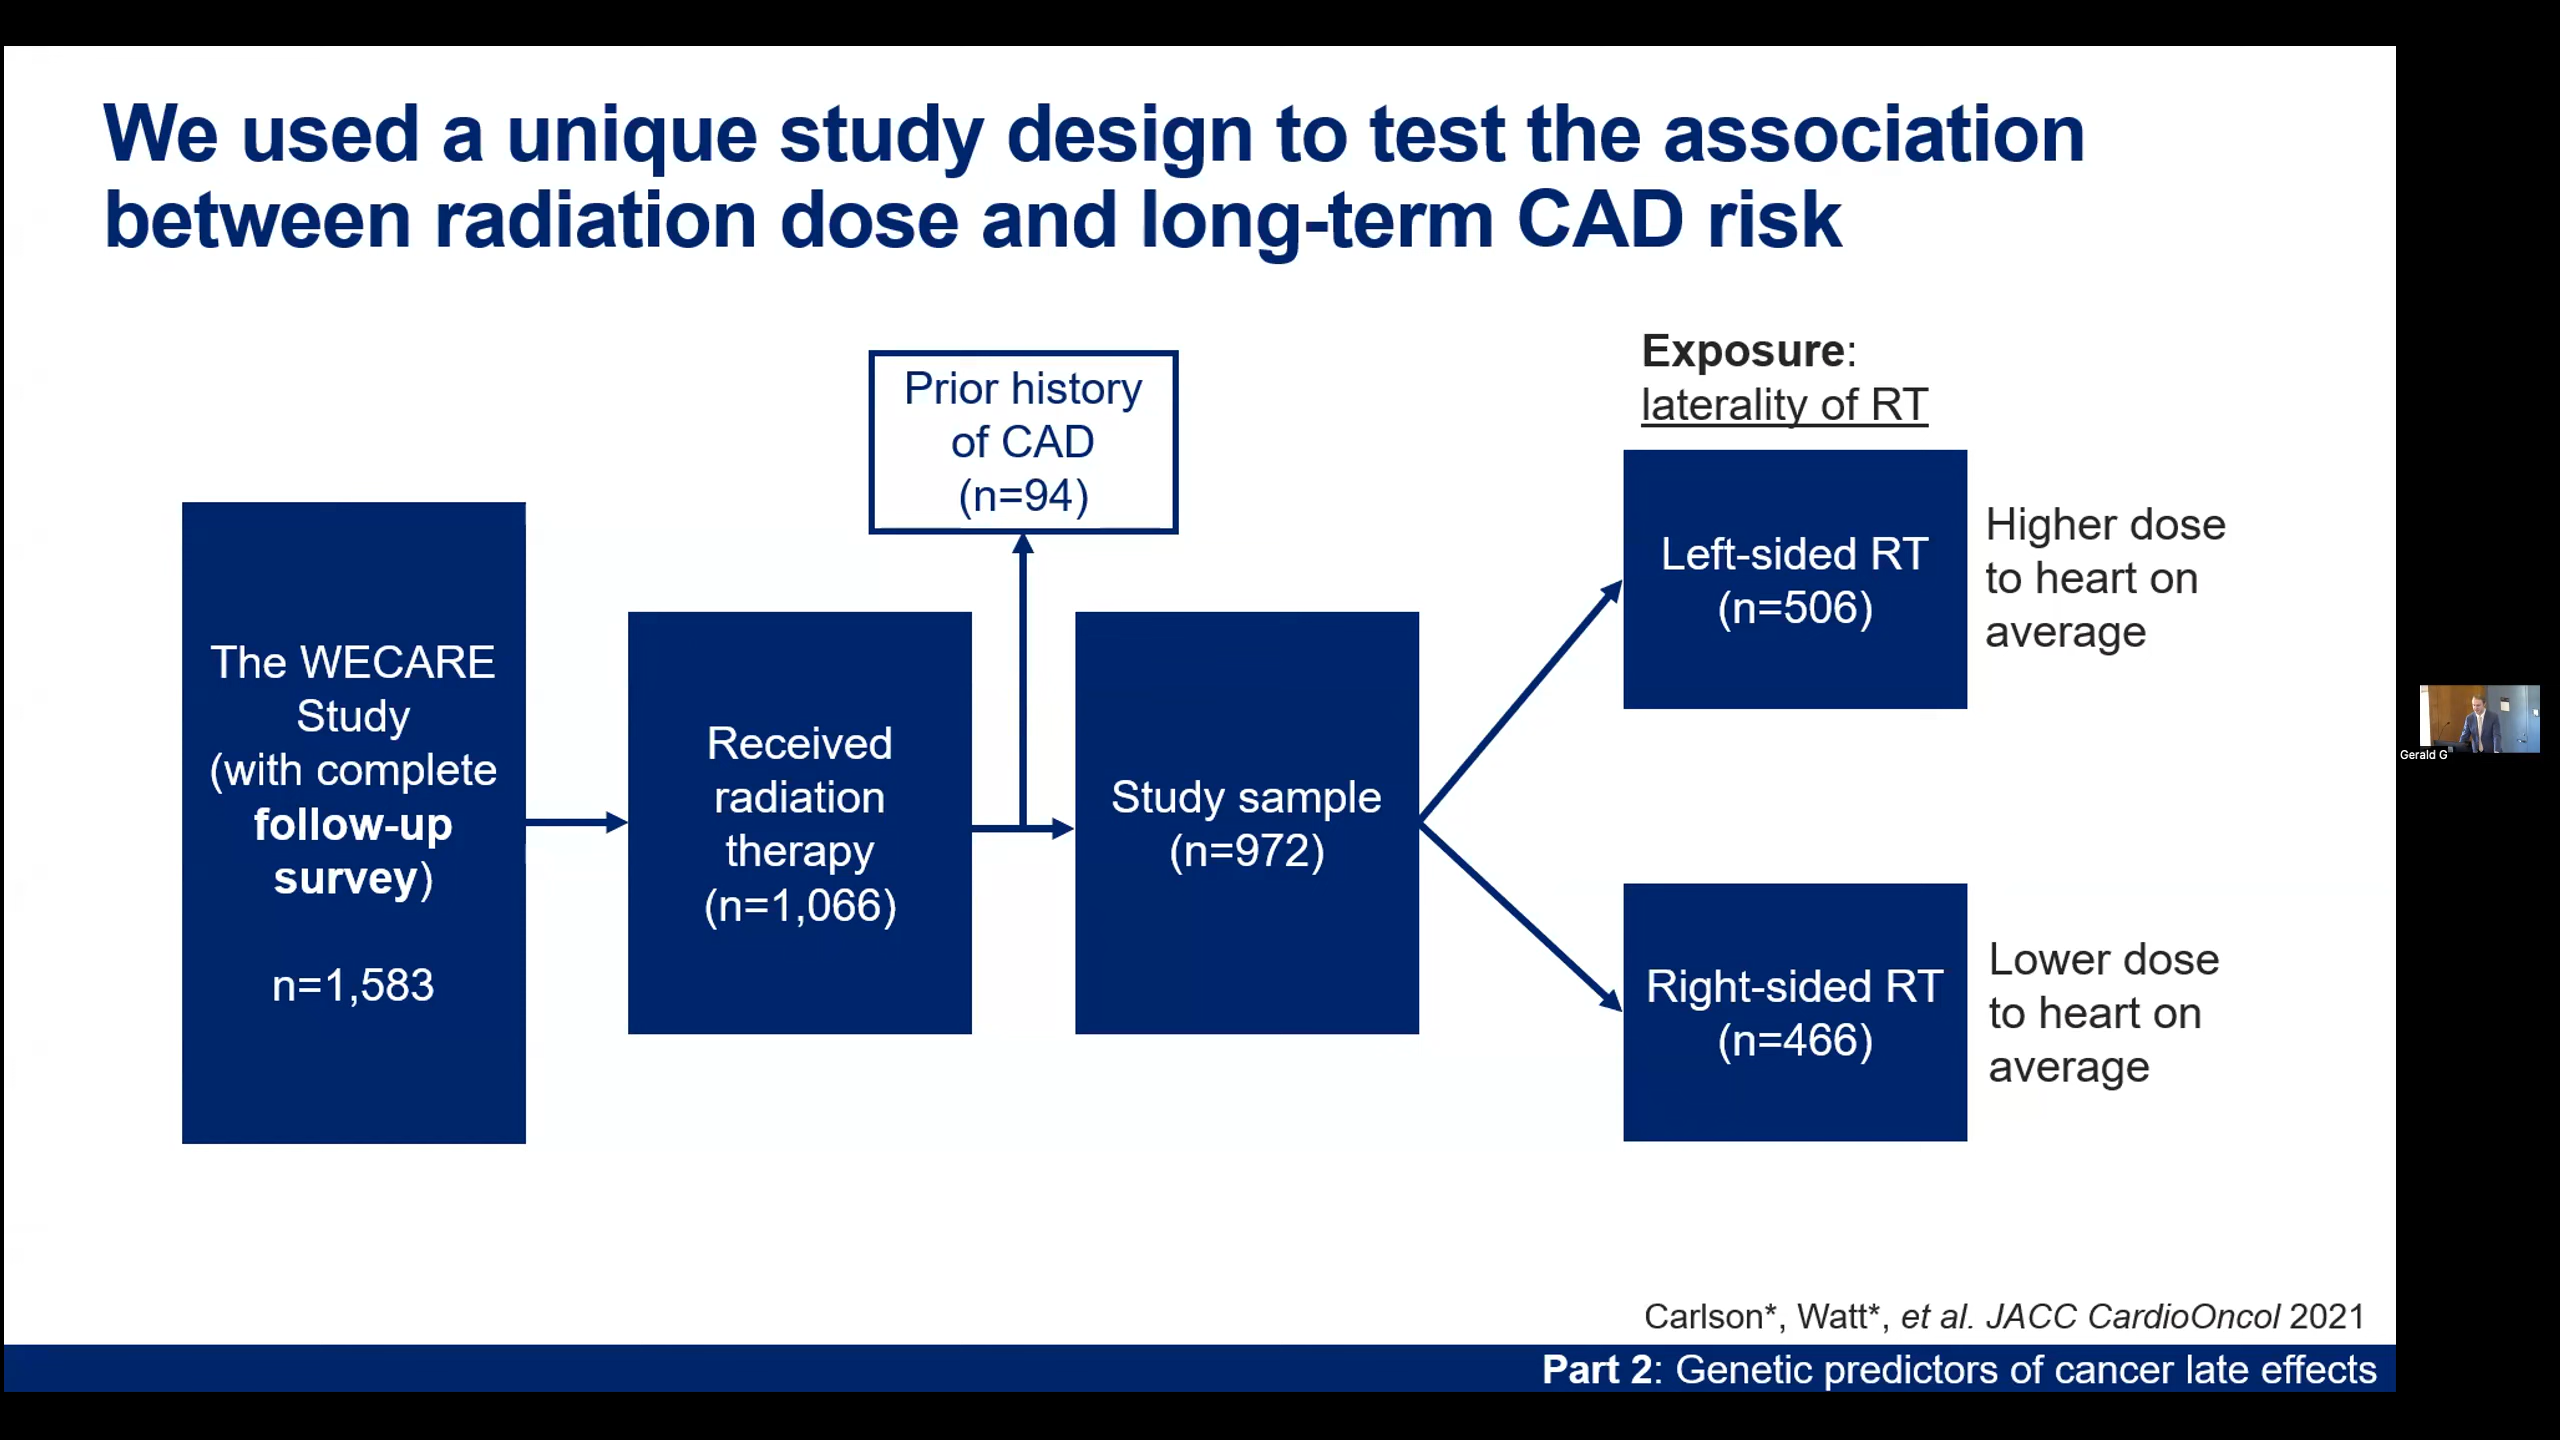 We used a unique study design to test the association
between radiation dose and long-term CAD risk
Prior history
of CAD
(n=94)
Exposure:
laterality of RT
The WECARE
Study
(with complete
follow-up
survey)
n=1,583
Received
radiation
therapy
(n=1,066)
Study sample
(n=972)
Left-sided RT
(n=506)
Higher dose
to heart on
average
Right-sided RT
(n=466)
Lower dose
to heart on
average
Gerald G
Carlson*, Watt*, et al. JACC CardioOncol 2021
Part 2: Genetic predictors of cancer late effects